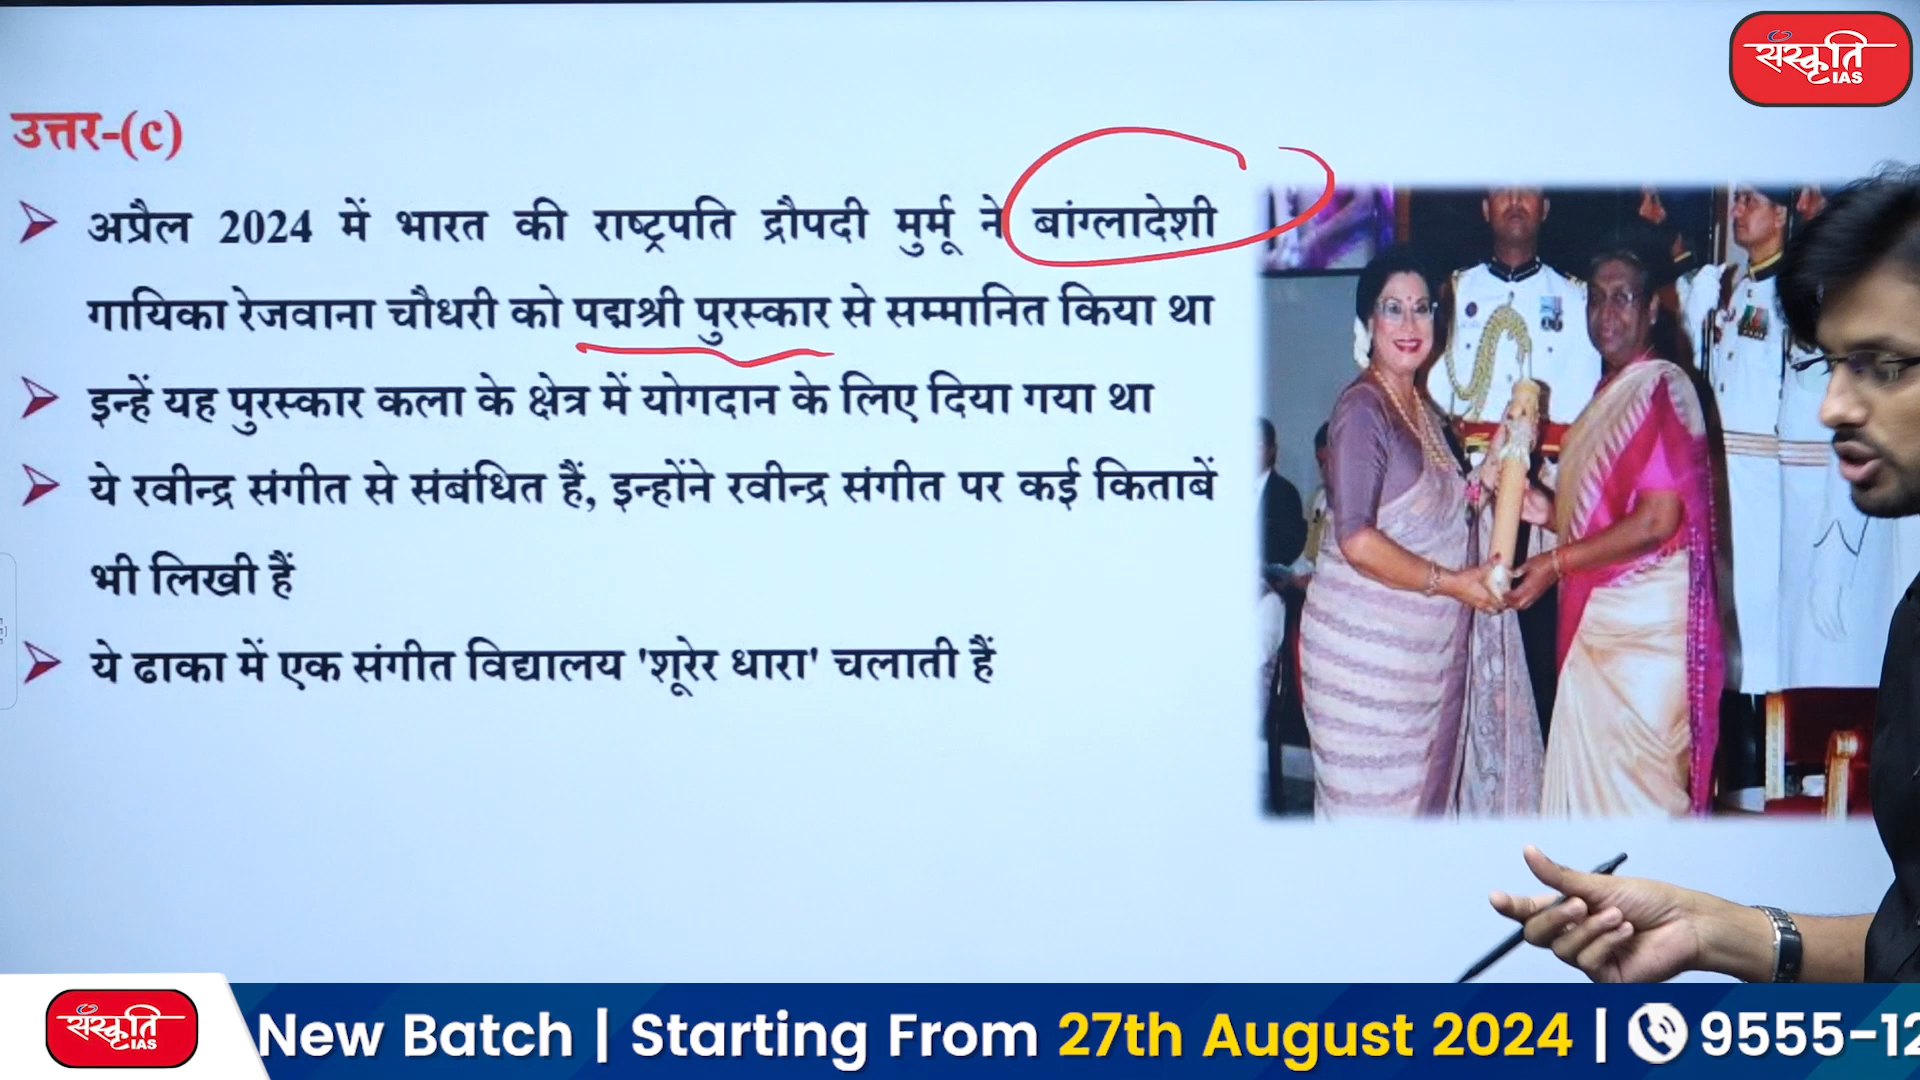 संस्कृति
IAS
उत्तर-(c)
अप्रैल 2024 में भारत की राष्ट्रपति द्रौपदी मुर्मू ने बांग्लादेशी
गायिका रेजवाना चौधरी को पद्मश्री पुरस्कार से सम्मानित किया था
इन्हें यह पुरस्कार कला के क्षेत्र में योगदान के लिए दिया गया था
ये रवीन्द्र संगीत से संबंधित हैं, इन्होंने रवीन्द्र संगीत पर कई किताबें
भी लिखी हैं
ये ढाका में एक संगीत विद्यालय 'शूरेर धारा' चलाती हैं
संस्कृति
IAS
New Batch | Starting From 27th August 2024 | 9555-12